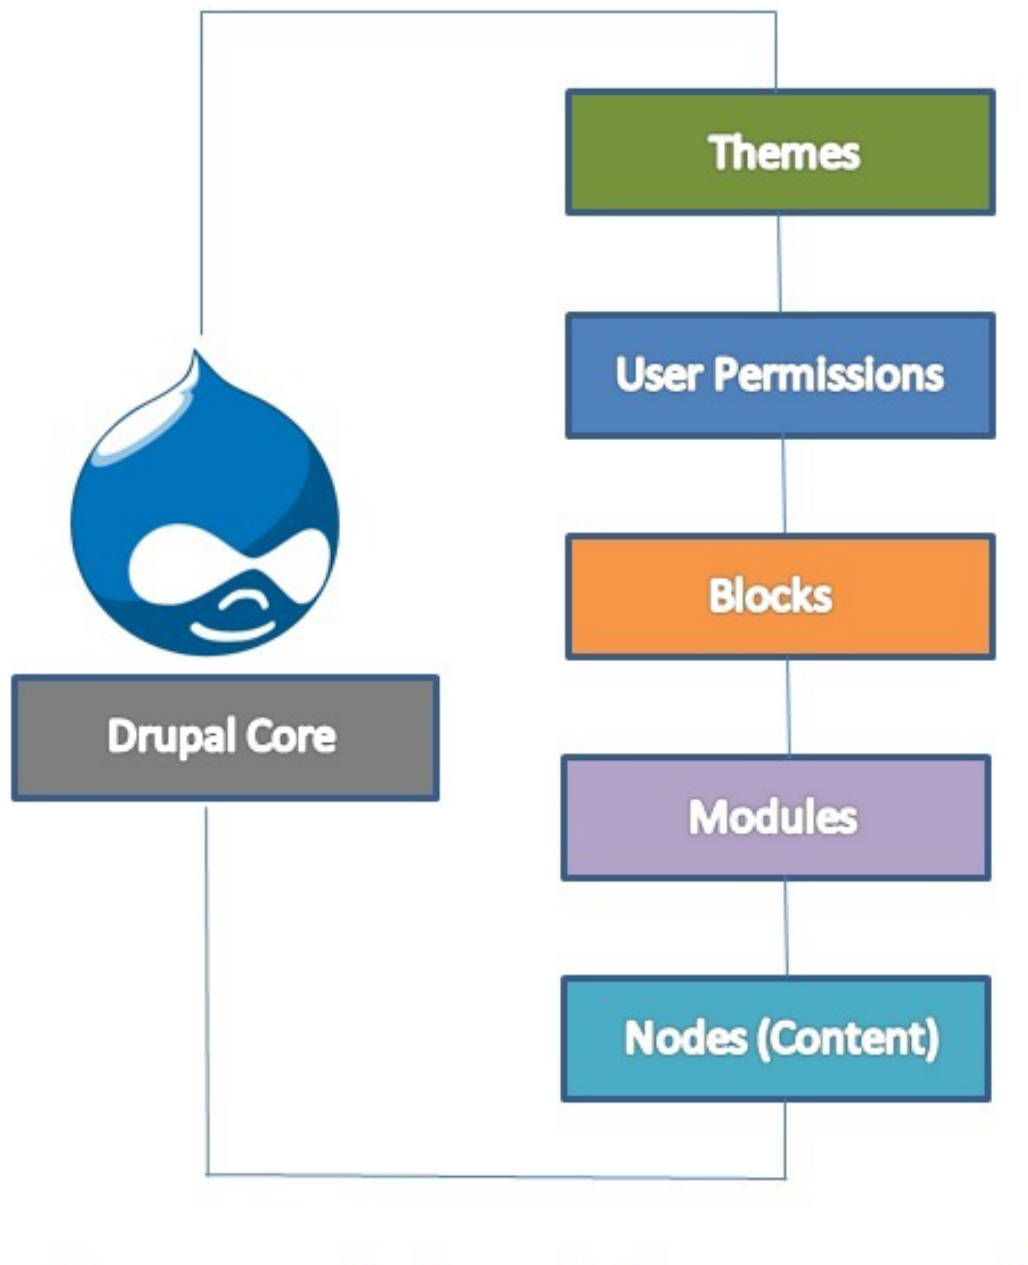 Themes
User Permissions
Blocks
Drupal Core
Modules
Nodes (Content)